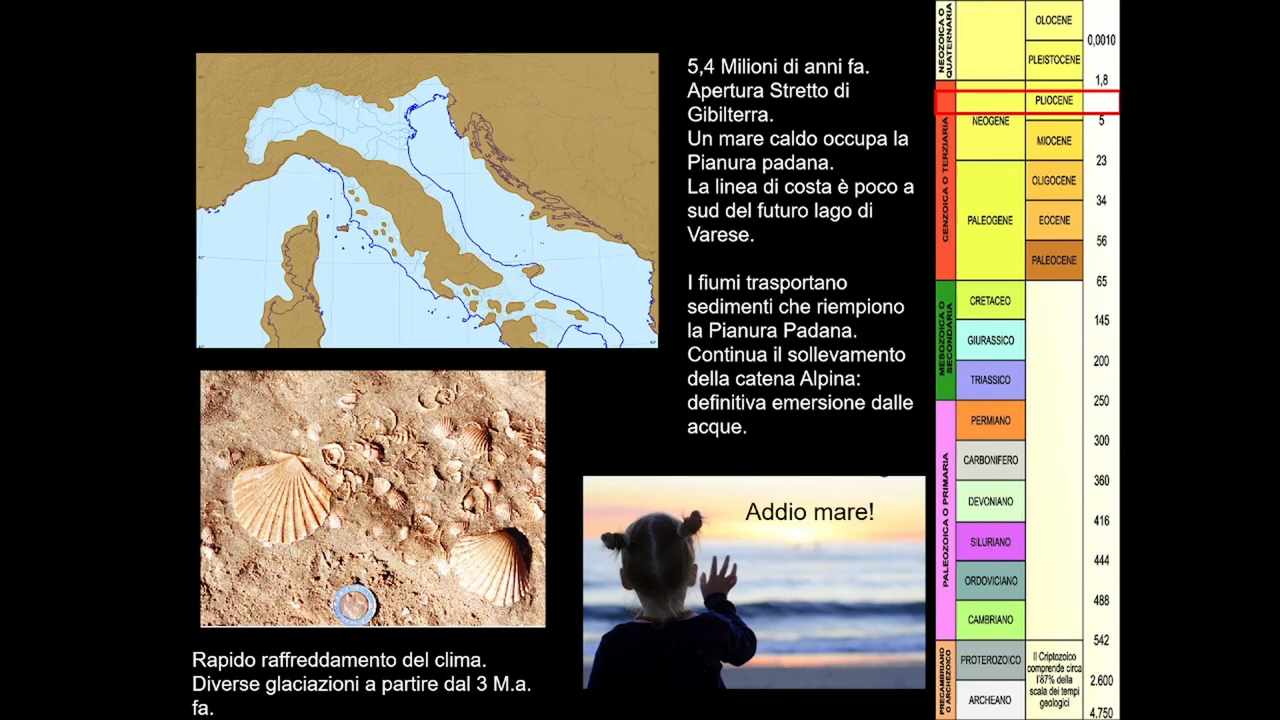 5,4 Milioni di anni fa.
Apertura Stretto di
Gibilterra.
Un mare caldo occupa la
Pianura padana.
La linea di costa è poco a
sud del futuro lago di
Varese.
I fiumi trasportano
sedimenti che riempiono
la Pianura Padana.
Continua il sollevamento
della catena Alpina:
definitiva emersione dalle
acque.
Addio mare!
Rapido raffreddamento del clima.
Diverse glaciazioni a partire dal 3 M.a.
fa.
NEOZOICA O
QUATERNARIA
OLOCENE
0,0010
PLEISTOCENE
1,8
CENZOICA O TERZIARIA
PLIOCENE
5
NEOGENE
MIOCENE
23
OLIGOCENE
34
PALEOGENE
EOCENE
56
PALEOCENE
65
MESOZOICA O
SECONDARIA
CRETACEO
145
GIURASSICO
200
TRIASSICO
250
PALEOZOICA O PRIMARIA
PERMIANO
300
CARBONIFERO
360
DEVONIANO
416
SILURIANO
444
ORDOVICIANO
488
CAMBRIANO
542
PRECAMBRIANO
O ARCHEZOICO
PROTEROZOICO
Il Criptozoico
comprende circa
l'87% della
scala dei tempi
geologici
2.600
ARCHEANO
4.750